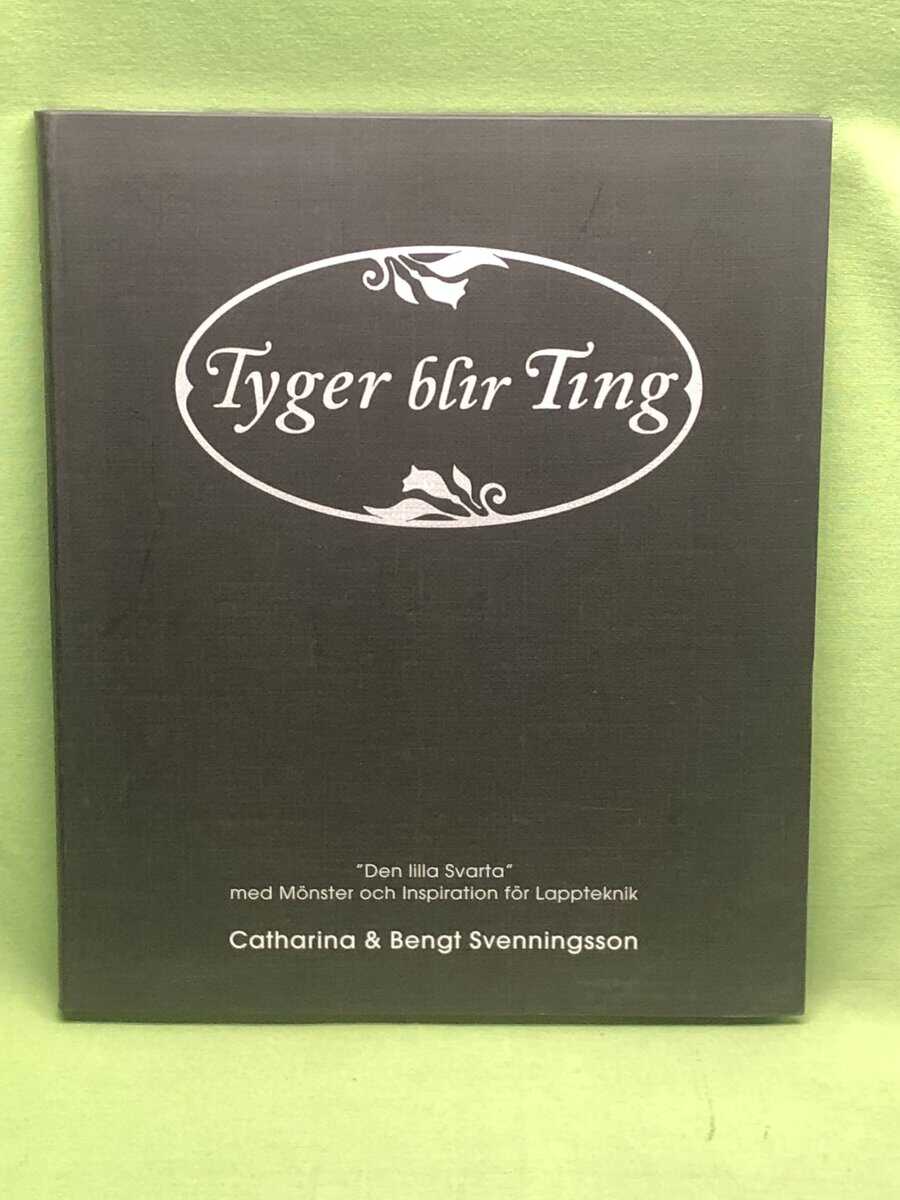 Tyger blir Ting
"Den lilla Svarta"
med Mönster och Inspiration för Lappteknik
Catharina & Bengt Svenningsson